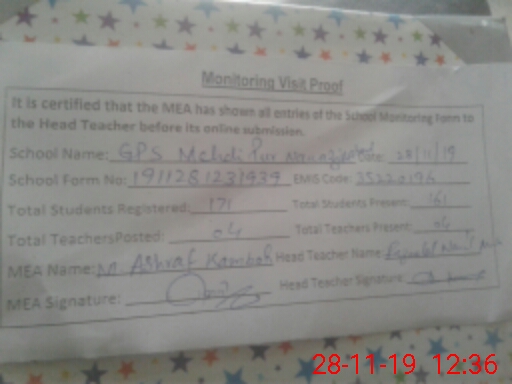 Monitoring Visit Proof
It is certified that the MEA has shown all entries of the School Monitoring Form to
the Head Teacher before its online submission.
School Name: GPS Mehdi Pur Date: 28/11/19
School Form No: 1911281231939 EMIS Code: 35220196
Total Students Registered: 171 Total Students Present: 161
Total TeachersPosted: 04 Total Teachers Present: 04
MEA Name: M. Ashraf Kamboh Head Teacher Name:
MEA Signature: Head Teacher Signature:
28-11-19 12:36